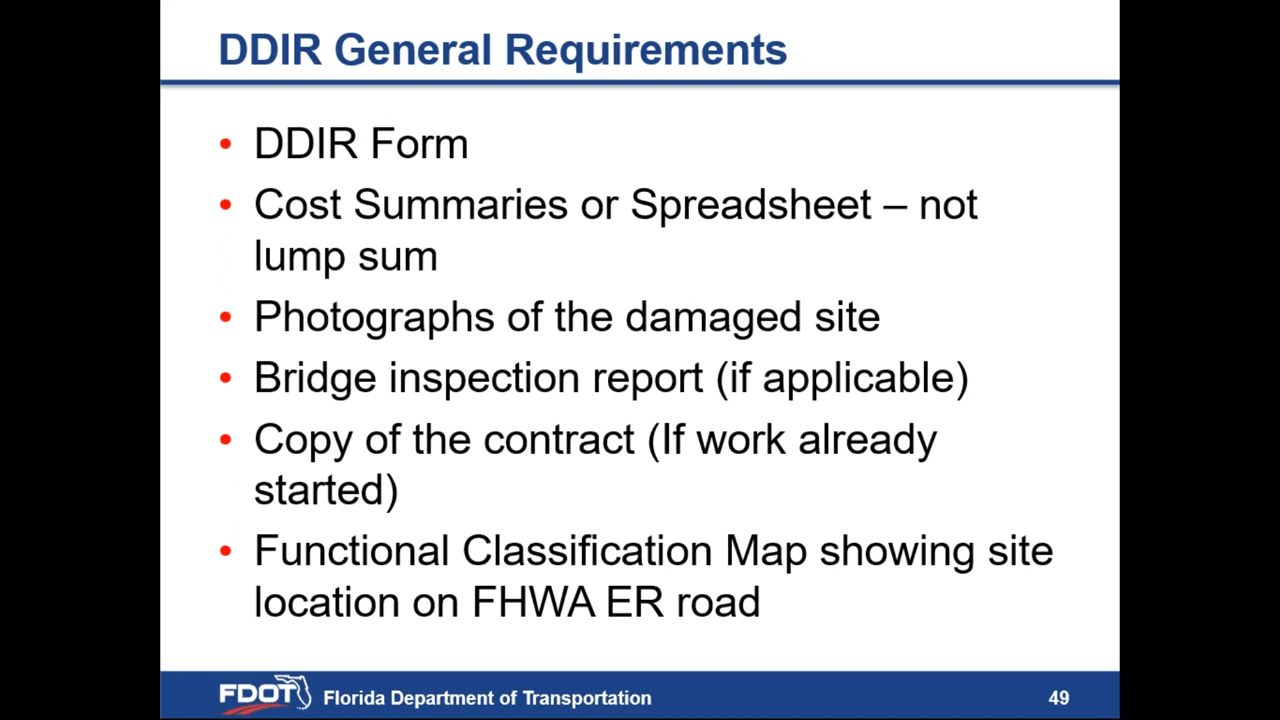 DDIR General Requirements
• DDIR Form
• Cost Summaries or Spreadsheet – not
lump sum
• Photographs of the damaged site
• Bridge inspection report (if applicable)
• Copy of the contract (If work already
started)
• Functional Classification Map showing site
location on FHWA ER road
FDOT Florida Department of Transportation 49